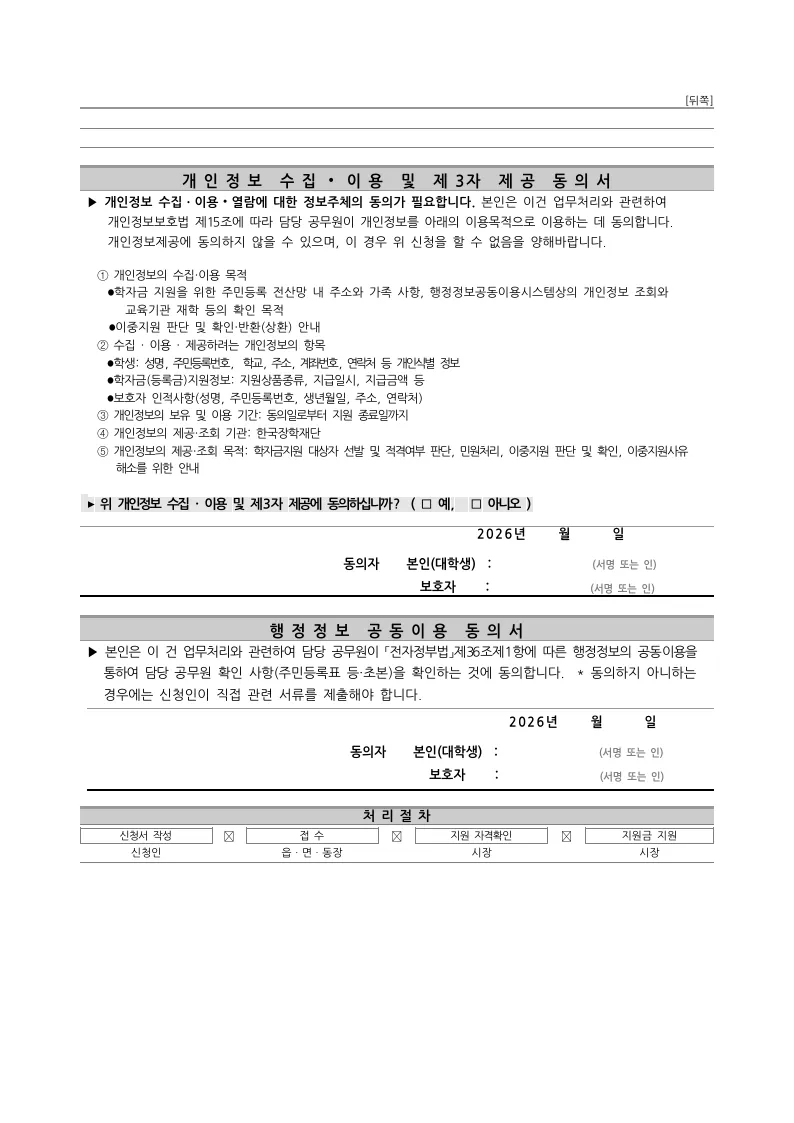 [뒤쪽]
개인정보 수집·이용 및 제3자 제공 동의서
▶ 개인정보 수집·이용·열람에 대한 정보주체의 동의가 필요합니다. 본인은 이건 업무처리와 관련하여
개인정보보호법 제15조에 따라 담당 공무원이 개인정보를 아래의 이용목적으로 이용하는 데 동의합니다.
개인정보제공에 동의하지 않을 수 있으며, 이 경우 위 신청을 할 수 없음을 양해바랍니다.
① 개인정보의 수집·이용 목적
●학자금 지원을 위한 주민등록 전산망 내 주소와 가족 사항, 행정정보공동이용시스템상의 개인정보 조회와
교육기관 재학 등의 확인 목적
●이중지원 판단 및 확인·반환(상환) 안내
② 수집 · 이용 · 제공하려는 개인정보의 항목
●학생: 성명, 주민등록번호, 학교, 주소, 계좌번호, 연락처 등 개인식별 정보
●학자금(등록금)지원정보: 지원상품종류, 지급일시, 지급금액 등
●보호자 인적사항(성명, 주민등록번호, 생년월일, 주소, 연락처)
③ 개인정보의 보유 및 이용 기간: 동의일로부터 지원 종료일까지
④ 개인정보의 제공·조회 기관: 한국장학재단
⑤ 개인정보의 제공·조회 목적: 학자금지원 대상자 선발 및 적격여부 판단, 민원처리, 이중지원 판단 및 확인, 이중지원사유
해소를 위한 안내
▶ 위 개인정보 수집 · 이용 및 제3자 제공에 동의하십니까? ( □ 예, □ 아니오 )
2026년 월 일
동의자 본인(대학생) : (서명 또는 인)
보호자 : (서명 또는 인)
행정정보 공동이용 동의서
▶ 본인은 이 건 업무처리와 관련하여 담당 공무원이 「전자정부법」제36조제1항에 따른 행정정보의 공동이용을
통하여 담당 공무원 확인 사항(주민등록표 등·초본)을 확인하는 것에 동의합니다. * 동의하지 아니하는
경우에는 신청인이 직접 관련 서류를 제출해야 합니다.
2026년 월 일
동의자 본인(대학생) : (서명 또는 인)
보호자 : (서명 또는 인)
처리절차
신청서 작성 ☒ 접 수 ☒ 지원 자격확인 ☒ 지원금 지원
신청인 읍 · 면 · 동장 시장 시장